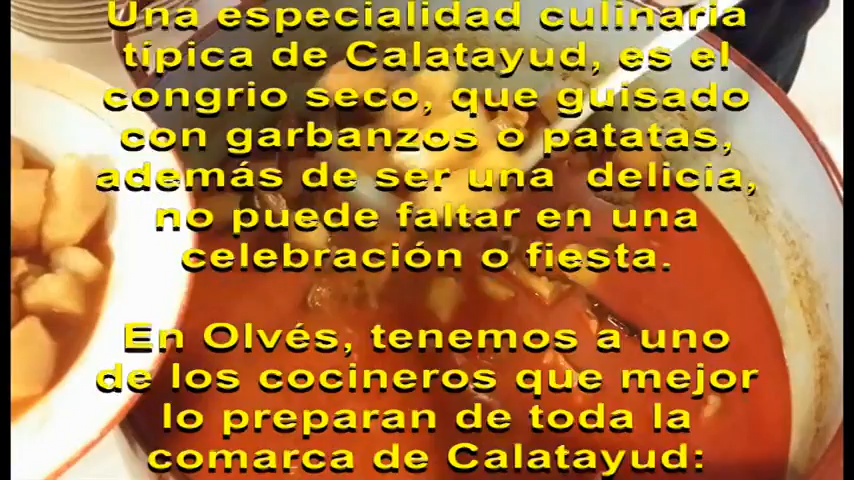 Una especialidad culinaria
típica de Calatayud, es el
congrio seco, que guisado
con garbanzos o patatas,
además de ser una delicia,
no puede faltar en una
celebración o fiesta.
En Olvés, tenemos a uno
de los cocineros que mejor
lo preparan de toda la
comarca de Calatayud: